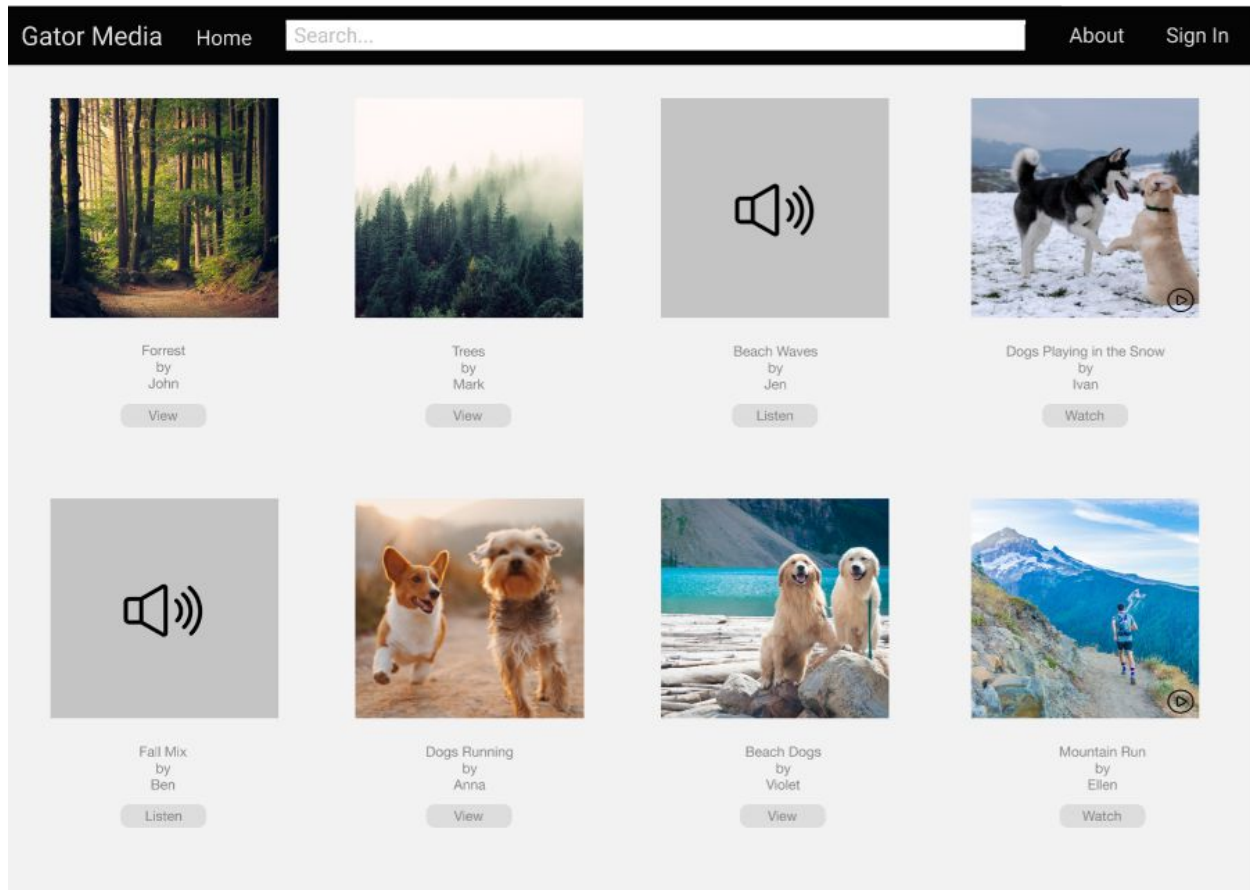 Gator Media Home Search... About Sign In
Forrest
by
John
View
Trees
by
Mark
View
Beach Waves
by
Jen
Listen
Dogs Playing in the Snow
by
Ivan
Watch
Fall Mix
by
Ben
Listen
Dogs Running
by
Anna
View
Beach Dogs
by
Violet
View
Mountain Run
by
Ellen
Watch